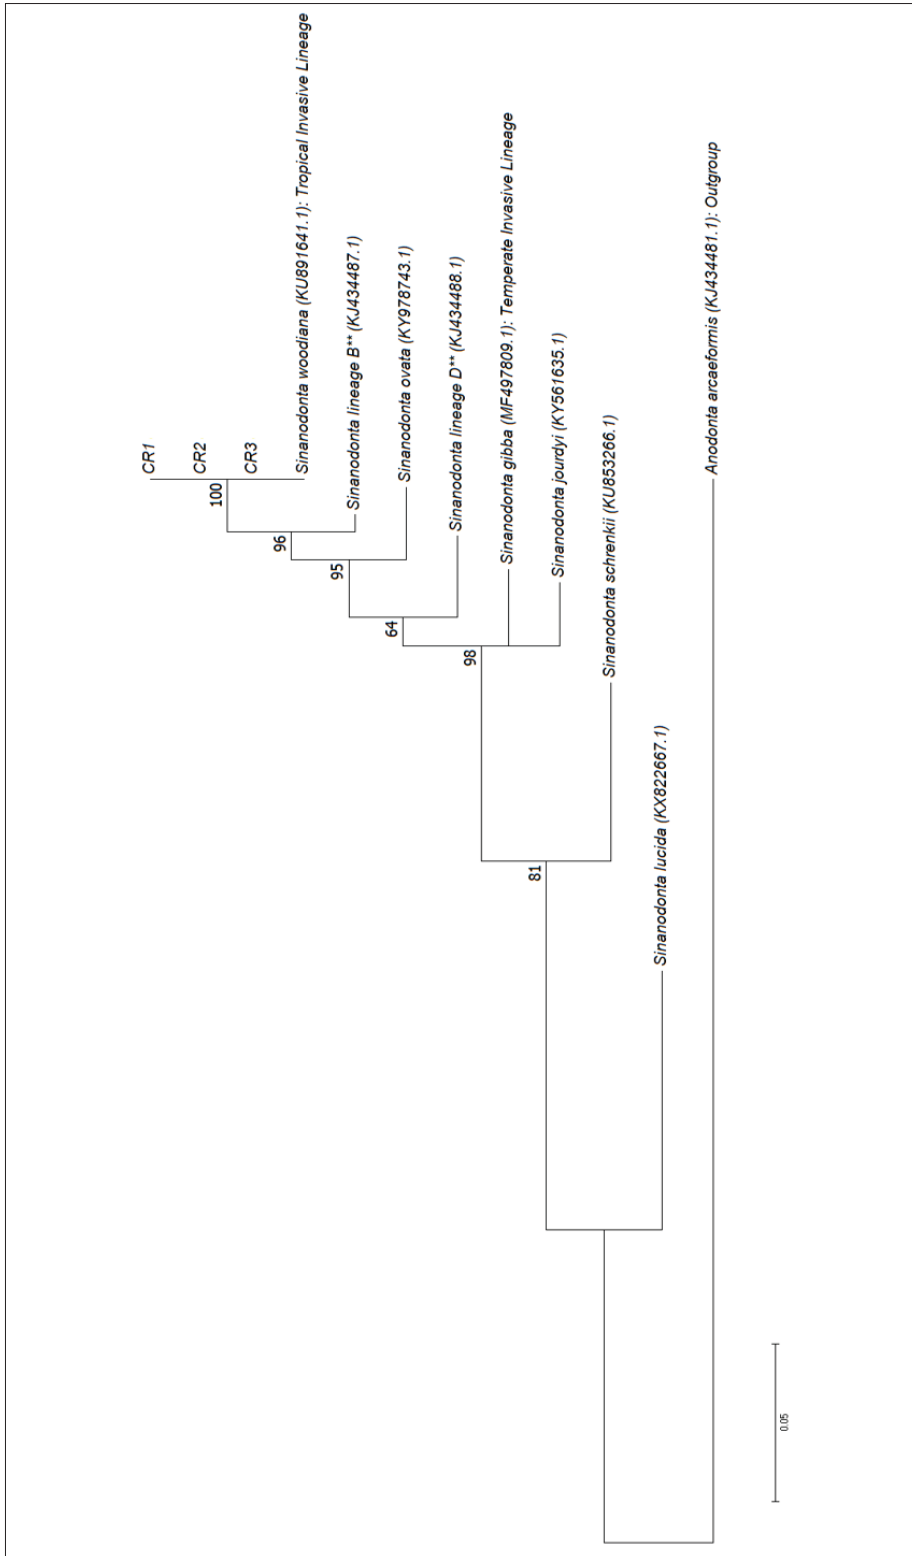 CR1
CR2
CR3
Sinanodonta woodiana (KU891641.1): Tropical Invasive Lineage
Sinanodonta lineage B** (KJ434487.1)
Sinanodonta ovata (KY978743.1)
Sinanodonta lineage D** (KJ434488.1)
Sinanodonta gibba (MF497809.1): Temperate Invasive Lineage
Sinanodonta jourdyi (KY561635.1)
Sinanodonta schrenkii (KU853266.1)
Sinanodonta lucida (KX822667.1)
Anodonta arcaeformis (KJ434481.1): Outgroup
100
96
95
64
98
81
0.05